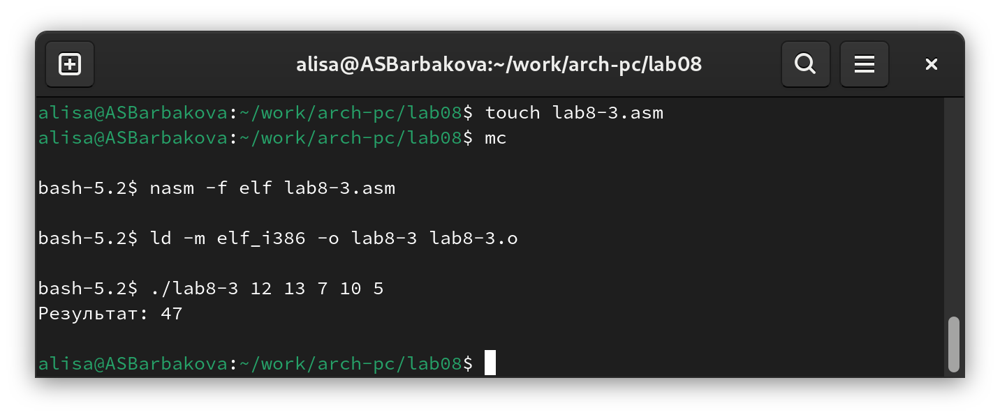 alisa@ASBarbakova:~/work/arch-pc/lab08
alisa@ASBarbakova:~/work/arch-pc/lab08$ touch lab8-3.asm
alisa@ASBarbakova:~/work/arch-pc/lab08$ mc
bash-5.2$ nasm -f elf lab8-3.asm
bash-5.2$ ld -m elf_i386 -o lab8-3 lab8-3.o
bash-5.2$ ./lab8-3 12 13 7 10 5
Результат: 47
alisa@ASBarbakova:~/work/arch-pc/lab08$